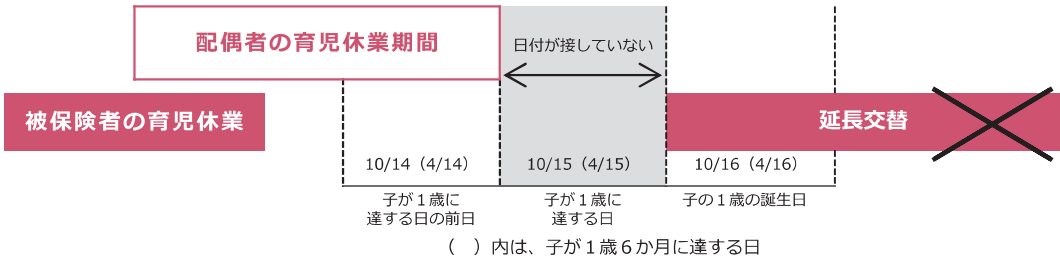 配偶者の育児休業期間
日付が接していない
被保険者の育児休業
延長交替
10/14（4/14）
10/15（4/15）
10/16（4/16）
子が１歳に
達する日の前日
子が１歳に
達する日
子の１歳の誕生日
（　）内は、子が１歳６か月に達する日